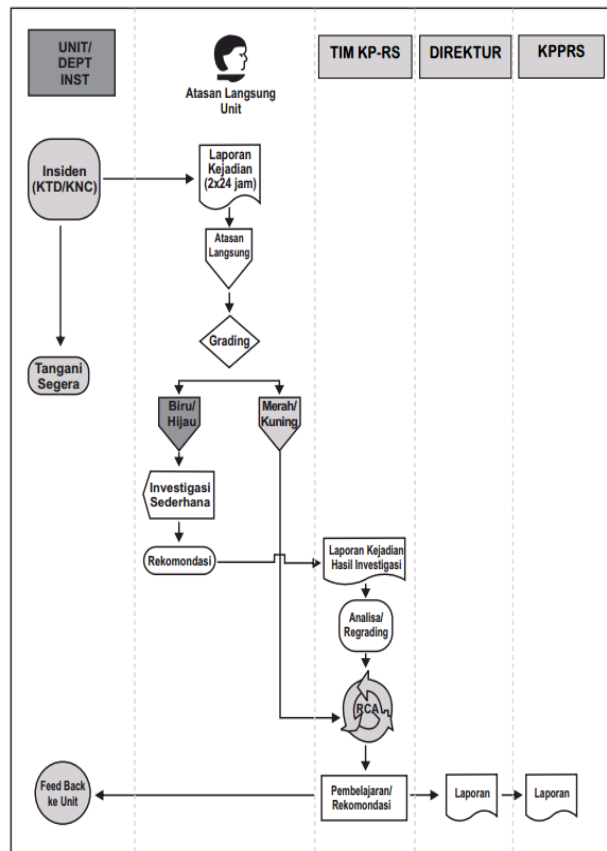 UNIT/
DEPT
INST
Atasan Langsung
Unit
TIM KP-RS
DIREKTUR
KPPRS
Insiden
(KTD/KNC)
Laporan
Kejadian
(2x24 jam)
Atasan
Langsung
Grading
Tangani
Segera
Biru/
Hijau
Merah/
Kuning
Investigasi
Sederhana
Rekomondasi
Laporan Kejadian
Hasil Investigasi
Analisa/
Regrading
RCA
Feed Back
ke Unit
Pembelajaran/
Rekomondasi
Laporan
Laporan